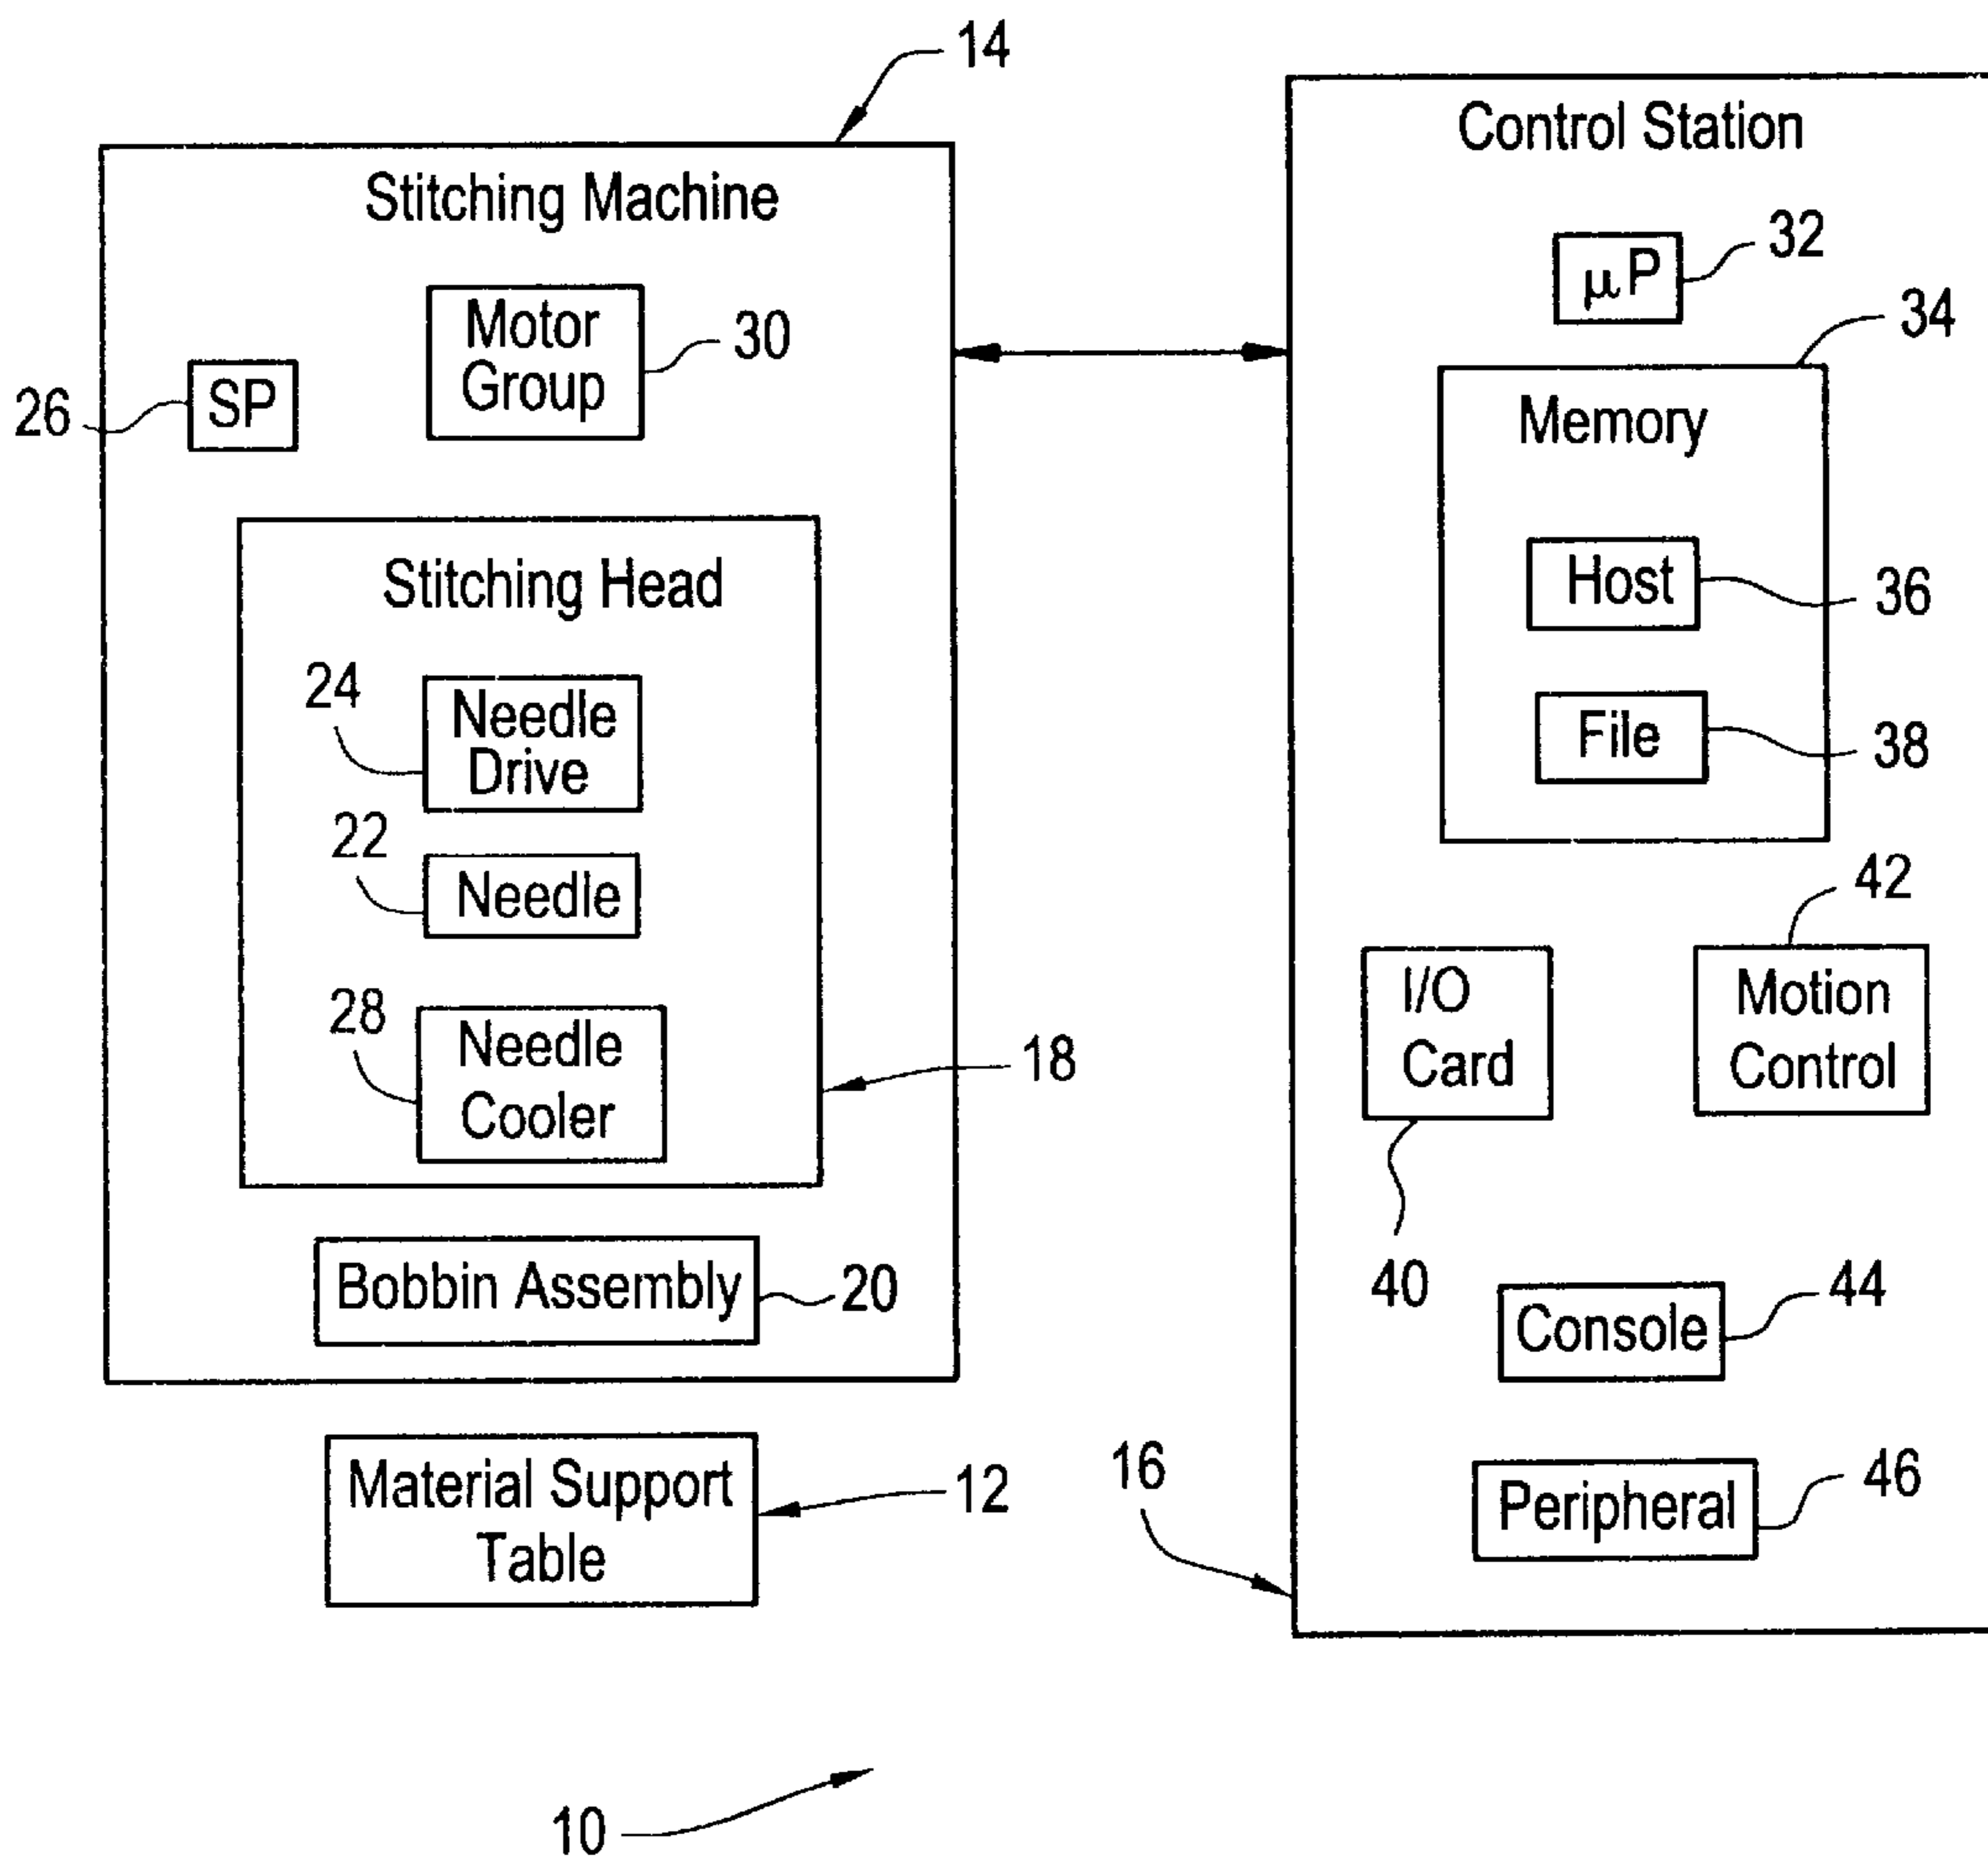 14
Stitching Machine
Motor
Group
30
26
SP
Stitching Head
24
Needle
Drive
22
Needle
28
Needle
Cooler
18
Bobbin Assembly
20
Material Support
Table
12
10
Control Station
µP
32
34
Memory
Host
36
File
38
I/O
Card
40
42
Motion
Control
Console
44
16
Peripheral
46